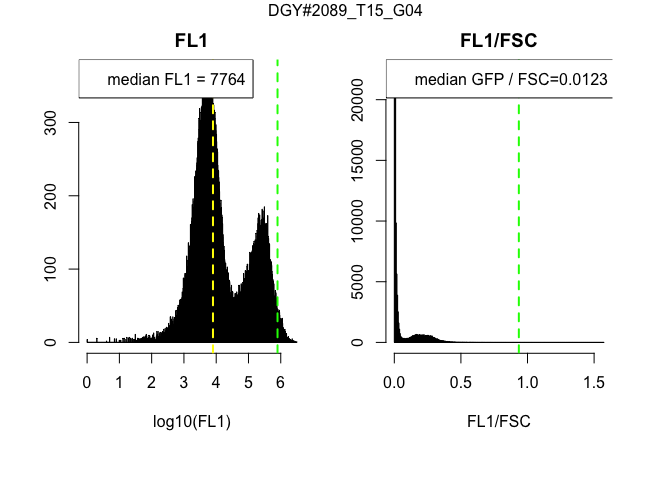 DGY#2089_T15_G04
FL1
median FL1 = 7764
0
100
200
300
0 1 2 3 4 5 6
log10(FL1)
FL1/FSC
median GFP / FSC=0.0123
0
5000
10000
15000
20000
0.0 0.5 1.0 1.5
FL1/FSC